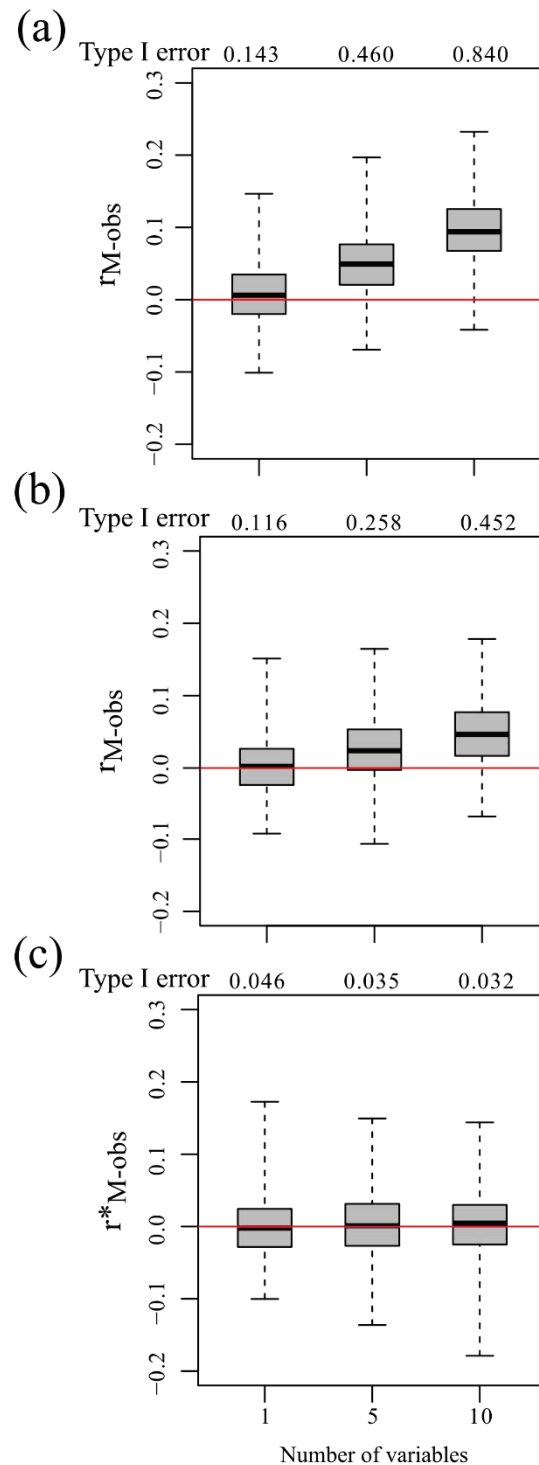 (a)
Type I error 0.143 0.460 0.840
0.3
0.2
0.1
0.0
−0.1
−0.2
rM-obs
(b)
Type I error 0.116 0.258 0.452
0.3
0.2
0.1
0.0
−0.1
−0.2
rM-obs
(c)
Type I error 0.046 0.035 0.032
0.3
0.2
0.1
0.0
−0.1
−0.2
r*M-obs
1 5 10
Number of variables